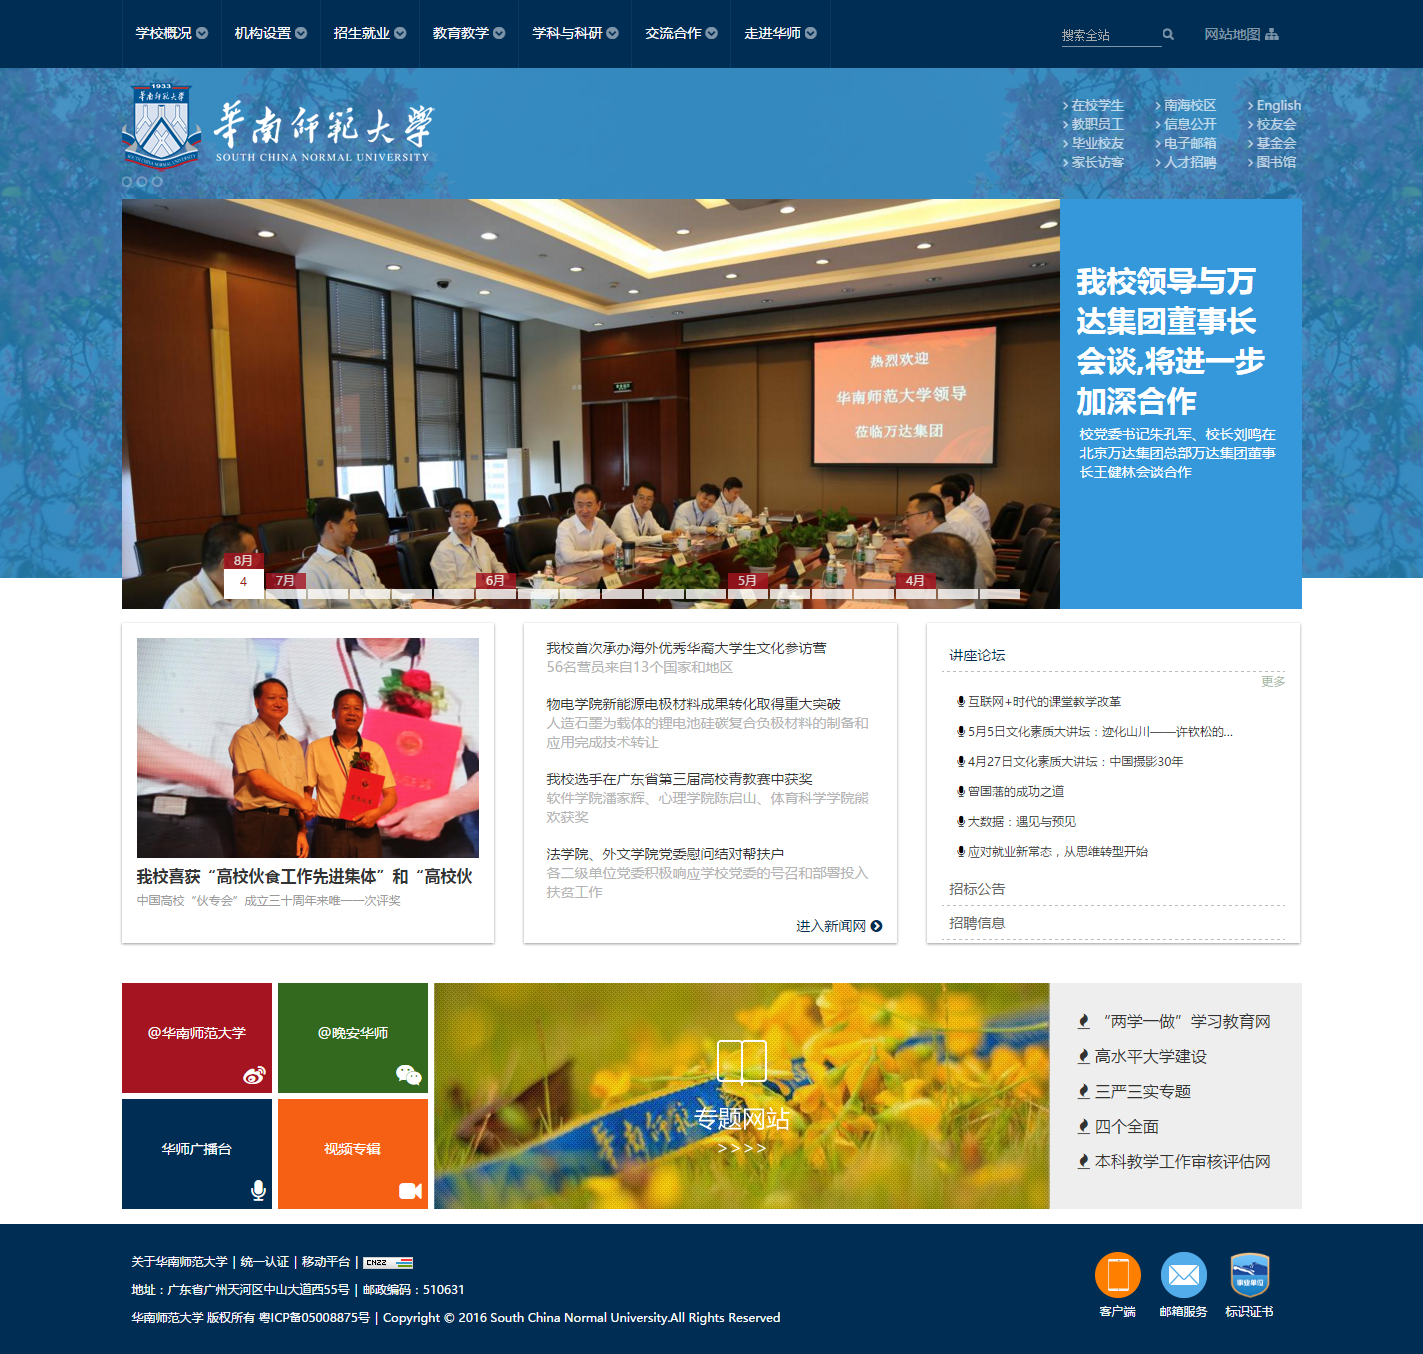 学校概况
机构设置
招生就业
教育教学
学科与科研
交流合作
走进华师
搜索全站
网站地图
1933
華南師範大學
SOUTH CHINA NORMAL UNIVERSITY
在校学生
南海校区
English
教职员工
信息公开
校友会
毕业校友
电子邮箱
基金会
家长访客
人才招聘
图书馆
热烈欢迎
华南师范大学领导
莅临万达集团
我校领导与万
达集团董事长
会谈,将进一步
加深合作
校党委书记朱孔军、校长刘鸣在
北京万达集团总部万达集团董事
长王健林会谈合作
8月
4
7月
6月
5月
4月
我校喜获“高校伙食工作先进集体”和“高校伙
中国高校“伙专会”成立三十周年来唯一一次评奖
我校首次承办海外优秀华裔大学生文化参访营
56名营员来自13个国家和地区
物电学院新能源电极材料成果转化取得重大突破
人造石墨为载体的锂电池硅碳复合负极材料的制备和
应用完成技术转让
我校选手在广东省第三届高校青教赛中获奖
软件学院潘家辉、心理学院陈启山、体育科学学院熊
欢获奖
法学院、外文学院党委慰问结对帮扶户
各二级单位党委积极响应学校党委的号召和部署投入
扶贫工作
进入新闻网
讲座论坛
更多
互联网+时代的课堂教学改革
5月5日文化素质大讲坛：迹化山川——许钦松的...
4月27日文化素质大讲坛：中国摄影30年
曾国藩的成功之道
大数据：遇见与预见
应对就业新常态，从思维转型开始
招标公告
招聘信息
@华南师范大学
@晚安华师
华师广播台
视频专辑
专题网站
>>>>
“两学一做”学习教育网
高水平大学建设
三严三实专题
四个全面
本科教学工作审核评估网
关于华南师范大学 | 统一认证 | 移动平台 | CNZZ
地址：广东省广州天河区中山大道西55号 | 邮政编码：510631
华南师范大学 版权所有 粤ICP备05008875号 | Copyright © 2016 South China Normal University.All Rights Reserved
事业单位
客户端
邮箱服务
标识证书